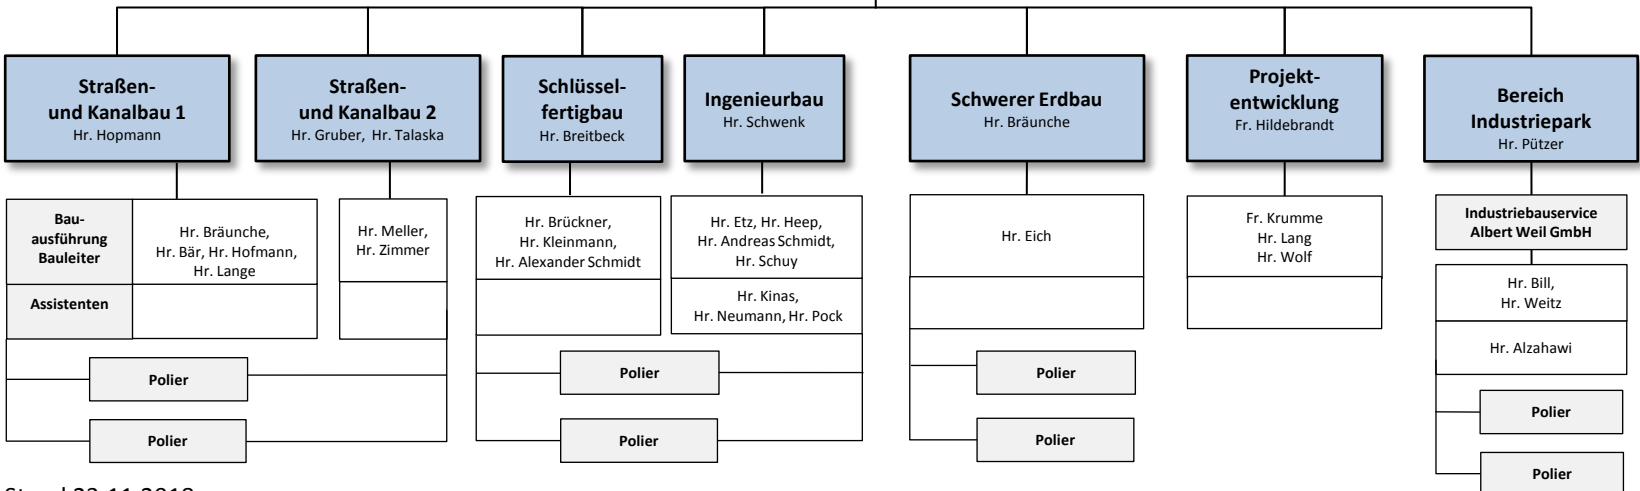 Straßen-
und Kanalbau 1
Hr. Hopmann
Straßen-
und Kanalbau 2
Hr. Gruber, Hr. Talaska
Schlüssel-
fertigbau
Hr. Breitbeck
Ingenieurbau
Hr. Schwenk
Schwerer Erdbau
Hr. Bräunche
Projekt-
entwicklung
Fr. Hildebrandt
Bereich
Industriepark
Hr. Pützer
Bau-
ausführung
Bauleiter
Hr. Bräunche,
Hr. Bär, Hr. Hofmann,
Hr. Lange
Hr. Meller,
Hr. Zimmer
Hr. Brückner,
Hr. Kleinmann,
Hr. Alexander Schmidt
Hr. Etz, Hr. Heep,
Hr. Andreas Schmidt,
Hr. Schuy
Hr. Eich
Fr. Krumme
Hr. Lang
Hr. Wolf
Industriebauservice
Albert Weil GmbH
Assistenten
Hr. Kinas,
Hr. Neumann, Hr. Pock
Hr. Bill,
Hr. Weitz
Hr. Alzahawi
Polier
Polier
Polier
Polier
Polier
Polier
Polier
Polier